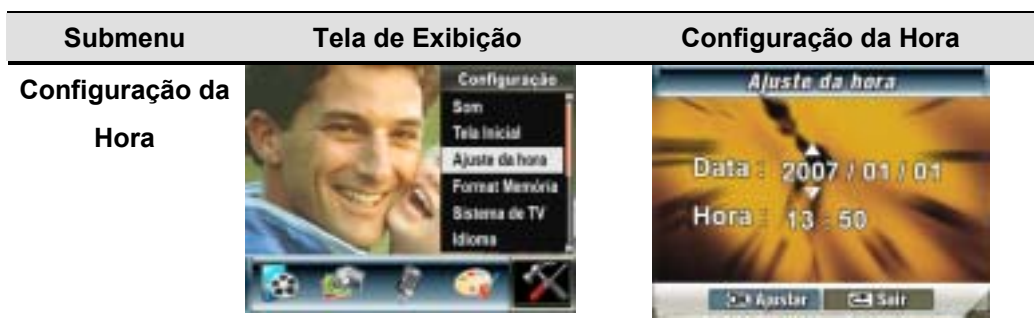 Submenu Tela de Exibição Configuração da Hora
Configuração da
Hora
Configuração
Som
Tela Inicial
Ajuste da hora
Format Memória
Sistema de TV
Idioma
Ajuste da hora
Data : 2007 / 01 / 01
Hora : 13 : 50
Ajustar Sair